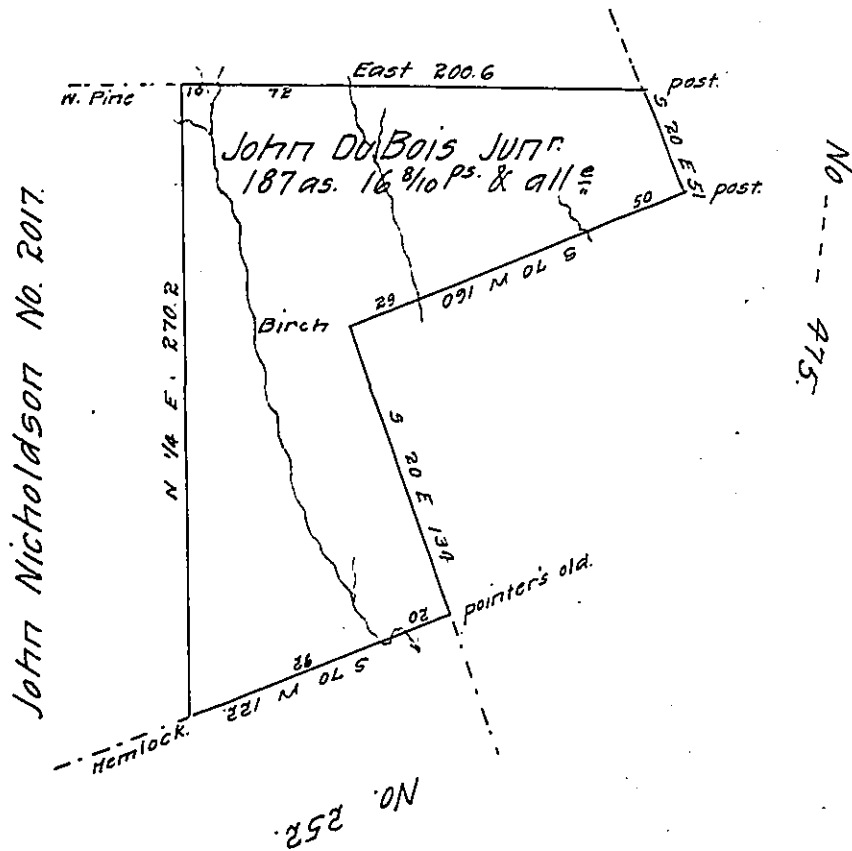 East 200.6
W. Pine
10.
72
post.
S 20 E 51
John DuBois Junr.
187 as. 16 8/10 Ps. & all e
post.
50
S 70 W 160
29
Birch
No ---- 475.
John Nicholdson No. 2017.
N 1/4 E. 270.2
S 20 E 134
pointer's old.
20
92
S 70 W 122.
Hemlock.
No. 252.